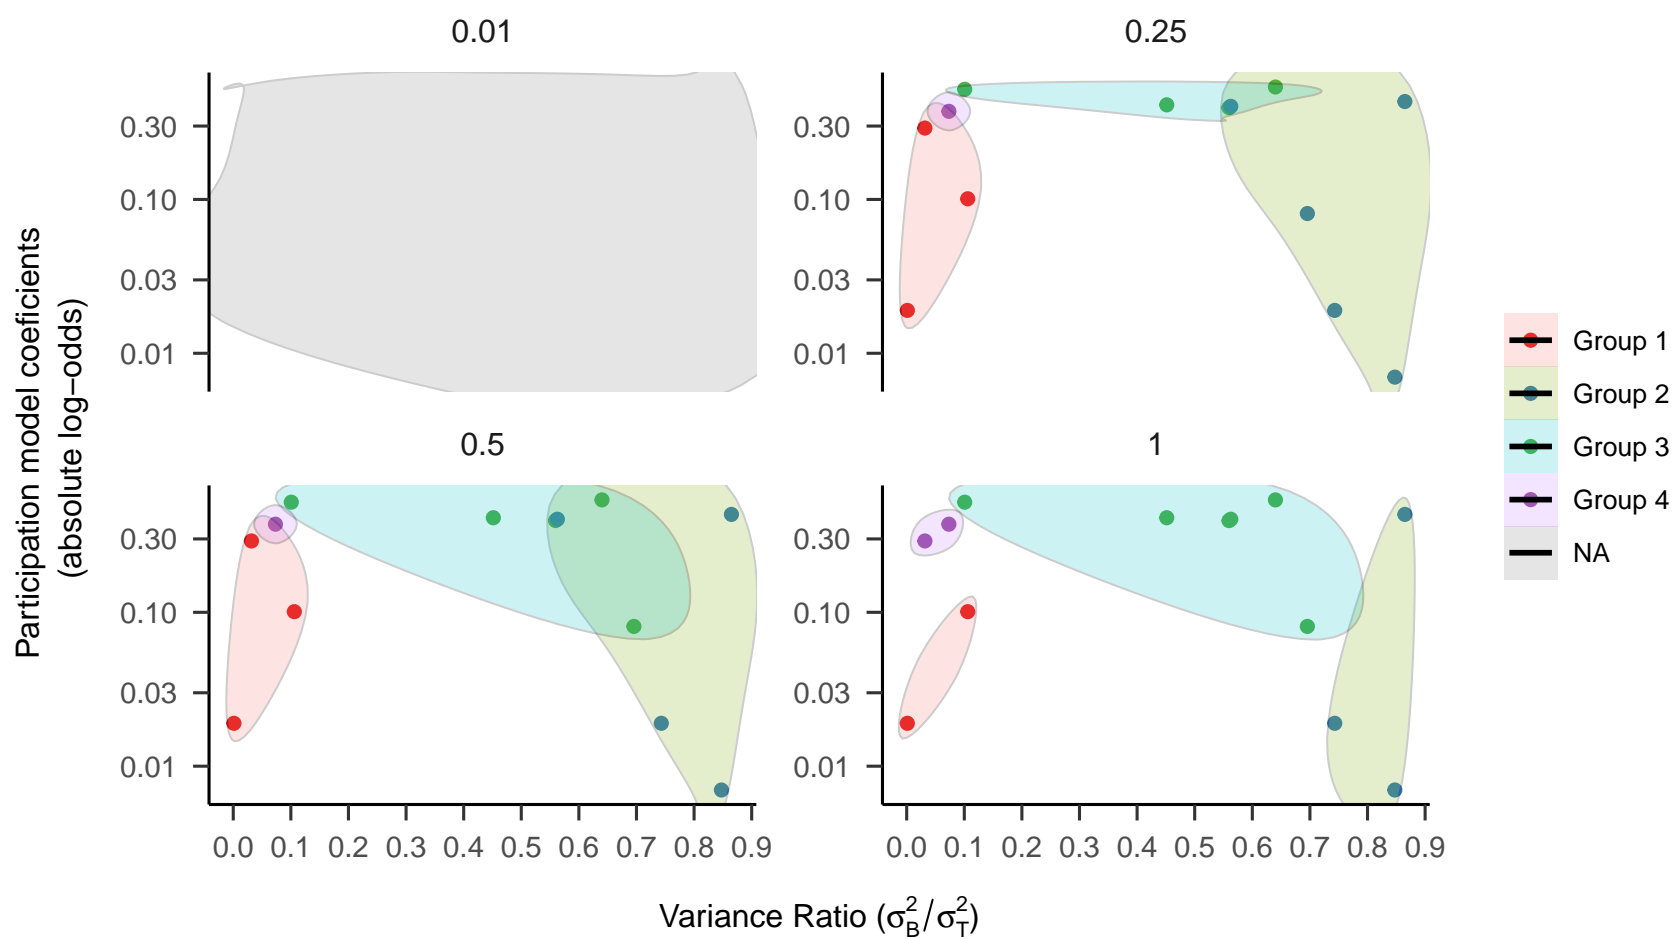 0.01
0.25
0.30
0.10
0.03
0.01
0.30
0.10
0.03
0.01
Participation model coeficients
(absolute log−odds)
0.5
1
0.30
0.10
0.03
0.01
0.30
0.10
0.03
0.01
0.0 0.1 0.2 0.3 0.4 0.5 0.6 0.7 0.8 0.9
0.0 0.1 0.2 0.3 0.4 0.5 0.6 0.7 0.8 0.9
Variance Ratio (σ²_B/σ²_T)
Group 1
Group 2
Group 3
Group 4
NA